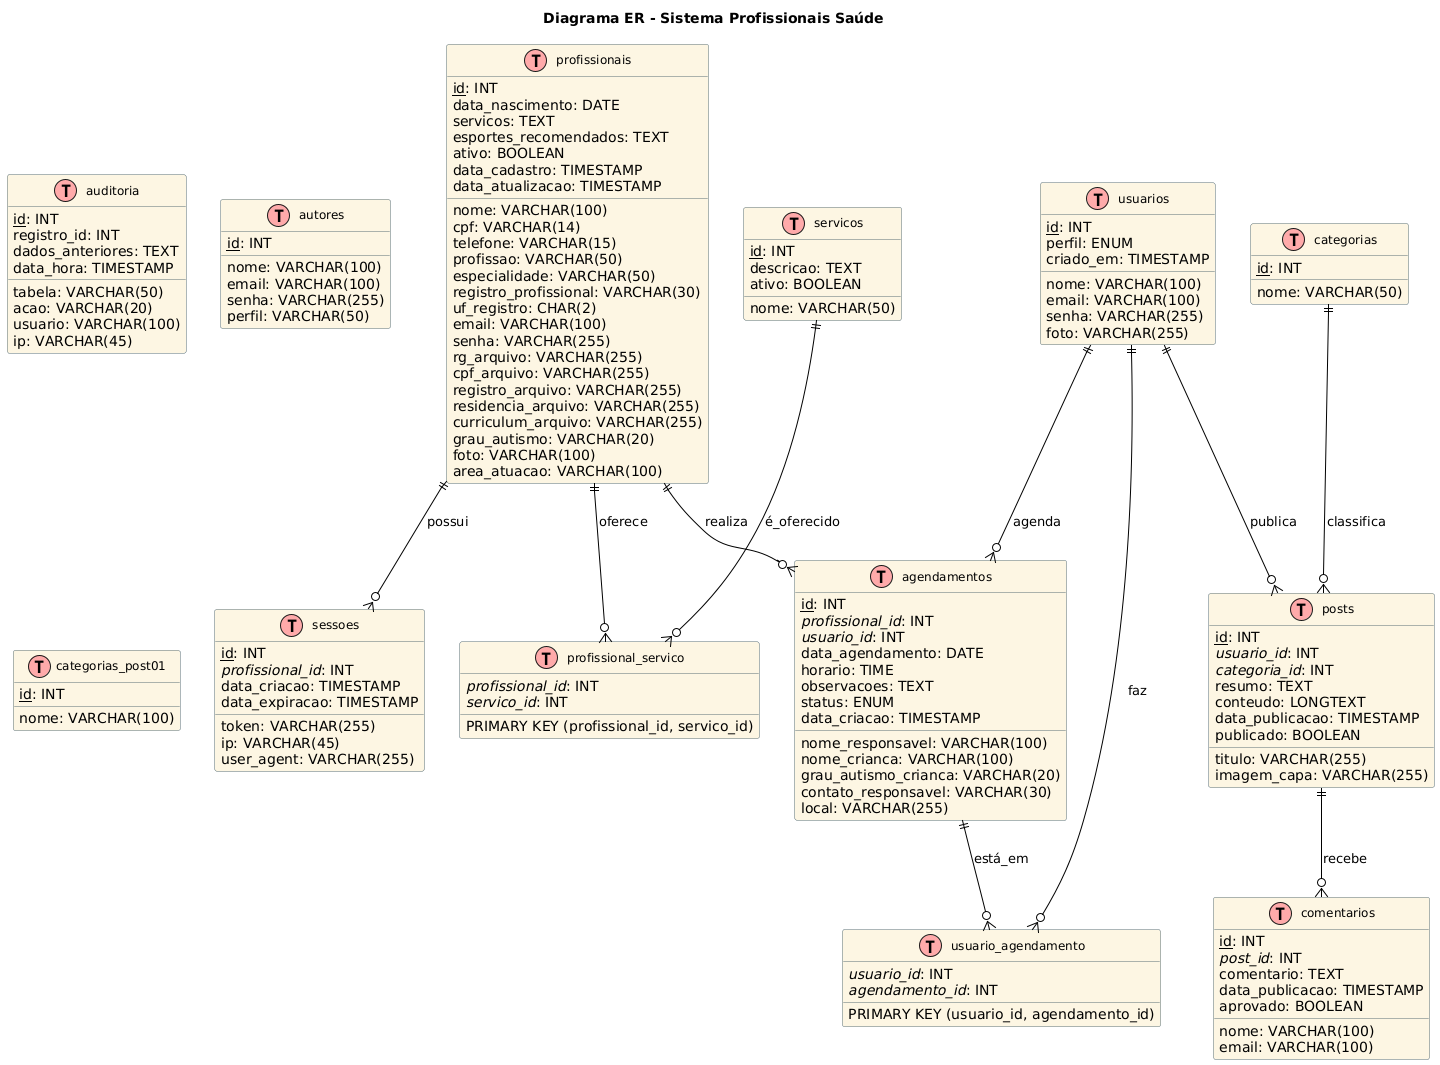 Diagrama ER - Sistema Profissionais Saúde
T profissionais
id: INT
data_nascimento: DATE
servicos: TEXT
esportes_recomendados: TEXT
ativo: BOOLEAN
data_cadastro: TIMESTAMP
data_atualizacao: TIMESTAMP
nome: VARCHAR(100)
cpf: VARCHAR(14)
telefone: VARCHAR(15)
profissao: VARCHAR(50)
especialidade: VARCHAR(50)
registro_profissional: VARCHAR(30)
uf_registro: CHAR(2)
email: VARCHAR(100)
senha: VARCHAR(255)
rg_arquivo: VARCHAR(255)
cpf_arquivo: VARCHAR(255)
registro_arquivo: VARCHAR(255)
residencia_arquivo: VARCHAR(255)
curriculum_arquivo: VARCHAR(255)
grau_autismo: VARCHAR(20)
foto: VARCHAR(100)
area_atuacao: VARCHAR(100)
T auditoria
id: INT
registro_id: INT
dados_anteriores: TEXT
data_hora: TIMESTAMP
tabela: VARCHAR(50)
acao: VARCHAR(20)
usuario: VARCHAR(100)
ip: VARCHAR(45)
T autores
id: INT
nome: VARCHAR(100)
email: VARCHAR(100)
senha: VARCHAR(255)
perfil: VARCHAR(50)
T servicos
id: INT
descricao: TEXT
ativo: BOOLEAN
nome: VARCHAR(50)
T usuarios
id: INT
perfil: ENUM
criado_em: TIMESTAMP
nome: VARCHAR(100)
email: VARCHAR(100)
senha: VARCHAR(255)
foto: VARCHAR(255)
T categorias
id: INT
nome: VARCHAR(50)
possui
oferece
realiza
é_oferecido
agenda
publica
classifica
T categorias_post01
id: INT
nome: VARCHAR(100)
T sessoes
id: INT
profissional_id: INT
data_criacao: TIMESTAMP
data_expiracao: TIMESTAMP
token: VARCHAR(255)
ip: VARCHAR(45)
user_agent: VARCHAR(255)
T profissional_servico
profissional_id: INT
servico_id: INT
PRIMARY KEY (profissional_id, servico_id)
T agendamentos
id: INT
profissional_id: INT
usuario_id: INT
data_agendamento: DATE
horario: TIME
observacoes: TEXT
status: ENUM
data_criacao: TIMESTAMP
nome_responsavel: VARCHAR(100)
nome_crianca: VARCHAR(100)
grau_autismo_crianca: VARCHAR(20)
contato_responsavel: VARCHAR(30)
local: VARCHAR(255)
faz
T posts
id: INT
usuario_id: INT
categoria_id: INT
resumo: TEXT
conteudo: LONGTEXT
data_publicacao: TIMESTAMP
publicado: BOOLEAN
titulo: VARCHAR(255)
imagem_capa: VARCHAR(255)
está_em
recebe
T usuario_agendamento
usuario_id: INT
agendamento_id: INT
PRIMARY KEY (usuario_id, agendamento_id)
T comentarios
id: INT
post_id: INT
comentario: TEXT
data_publicacao: TIMESTAMP
aprovado: BOOLEAN
nome: VARCHAR(100)
email: VARCHAR(100)